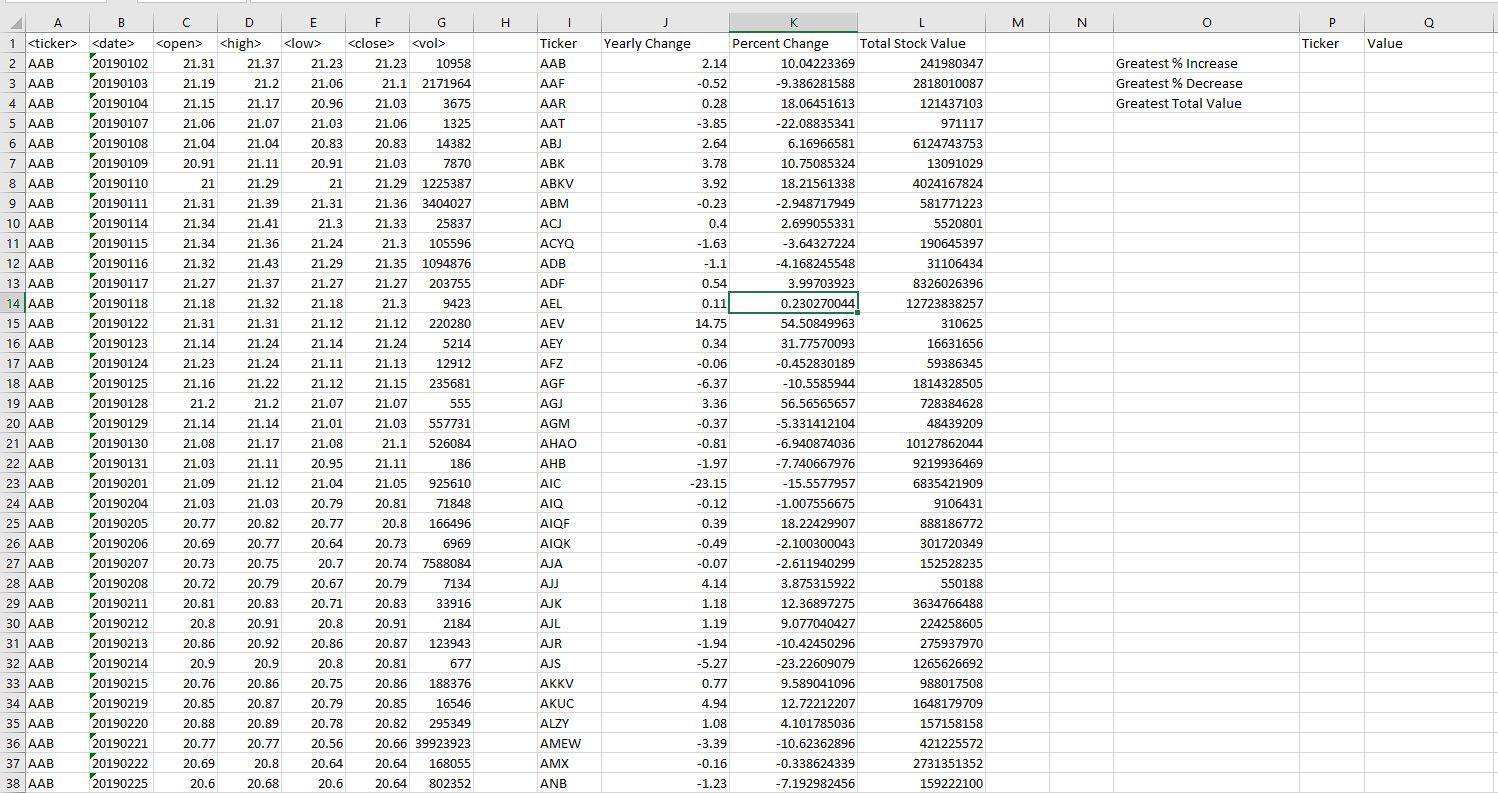 A B C D E F G H I J K L M N O P Q
1 <ticker> <date> <open> <high> <low> <close> <vol> Ticker Yearly Change Percent Change Total Stock Value Ticker Value
2 AAB 20190102 21.31 21.37 21.23 21.23 10958 AAB 2.14 10.04223369 241980347 Greatest % Increase
3 AAB 20190103 21.19 21.2 21.06 21.1 2171964 AAF -0.52 -9.386281588 2818010087 Greatest % Decrease
4 AAB 20190104 21.15 21.17 20.96 21.03 3675 AAR 0.28 18.06451613 121437103 Greatest Total Value
5 AAB 20190107 21.06 21.07 21.03 21.06 1325 AAT -3.85 -22.08835341 971117
6 AAB 20190108 21.04 21.04 20.83 20.83 14382 ABJ 2.64 6.16966581 6124743753
7 AAB 20190109 20.91 21.11 20.91 21.03 7870 ABK 3.78 10.75085324 13091029
8 AAB 20190110 21 21.29 21 21.29 1225387 ABKV 3.92 18.21561338 4024167824
9 AAB 20190111 21.31 21.39 21.31 21.36 3404027 ABM -0.23 -2.948717949 581771223
10 AAB 20190114 21.34 21.41 21.3 21.33 25837 ACJ 0.4 2.699055331 5520801
11 AAB 20190115 21.34 21.36 21.24 21.3 105596 ACYQ -1.63 -3.64327224 190645397
12 AAB 20190116 21.32 21.43 21.29 21.35 1094876 ADB -1.1 -4.168245548 31106434
13 AAB 20190117 21.27 21.37 21.27 21.27 203755 ADF 0.54 3.99703923 8326026396
14 AAB 20190118 21.18 21.32 21.18 21.3 9423 AEL 0.11 0.230270044 12723838257
15 AAB 20190122 21.31 21.31 21.12 21.12 220280 AEV 14.75 54.50849963 310625
16 AAB 20190123 21.14 21.24 21.14 21.24 5214 AEY 0.34 31.77570093 16631656
17 AAB 20190124 21.23 21.24 21.11 21.13 12912 AFZ -0.06 -0.452830189 59386345
18 AAB 20190125 21.16 21.22 21.12 21.15 235681 AGF -6.37 -10.5585944 1814328505
19 AAB 20190128 21.2 21.2 21.07 21.07 555 AGJ 3.36 56.56565657 728384628
20 AAB 20190129 21.14 21.14 21.01 21.03 557731 AGM -0.37 -5.331412104 48439209
21 AAB 20190130 21.08 21.17 21.08 21.1 526084 AHAO -0.81 -6.940874036 10127862044
22 AAB 20190131 21.03 21.11 20.95 21.11 186 AHB -1.97 -7.740667976 9219936469
23 AAB 20190201 21.09 21.12 21.04 21.05 925610 AIC -23.15 -15.5577957 6835421909
24 AAB 20190204 21.03 21.03 20.79 20.81 71848 AIQ -0.12 -1.007556675 9106431
25 AAB 20190205 20.77 20.82 20.77 20.8 166496 AIQF 0.39 18.22429907 888186772
26 AAB 20190206 20.69 20.77 20.64 20.73 6969 AIQK -0.49 -2.100300043 301720349
27 AAB 20190207 20.73 20.75 20.7 20.74 7588084 AJA -0.07 -2.611940299 152528235
28 AAB 20190208 20.72 20.79 20.67 20.79 7134 AJJ 4.14 3.875315922 550188
29 AAB 20190211 20.81 20.83 20.71 20.83 33916 AJK 1.18 12.36897275 3634766488
30 AAB 20190212 20.8 20.91 20.8 20.91 2184 AJL 1.19 9.077040427 224258605
31 AAB 20190213 20.86 20.92 20.86 20.87 123943 AJR -1.94 -10.42450296 275937970
32 AAB 20190214 20.9 20.9 20.8 20.81 677 AJS -5.27 -23.22609079 1265626692
33 AAB 20190215 20.76 20.86 20.75 20.86 188376 AKKV 0.77 9.589041096 988017508
34 AAB 20190219 20.85 20.87 20.79 20.85 16546 AKUC 4.94 12.72212207 1648179709
35 AAB 20190220 20.88 20.89 20.78 20.82 295349 ALZY 1.08 4.101785036 157158158
36 AAB 20190221 20.77 20.77 20.56 20.66 39923923 AMEW -3.39 -10.62362896 421225572
37 AAB 20190222 20.69 20.8 20.64 20.64 168055 AMX -0.16 -0.338624339 2731351352
38 AAB 20190225 20.6 20.68 20.6 20.64 802352 ANB -1.23 -7.192982456 159222100